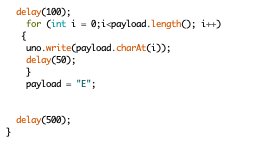 delay(100);
for (int i = 0;i<payload.length(); i++)
{
uno.write(payload.charAt(i));
delay(50);
}
payload = "E";
delay(500);
}